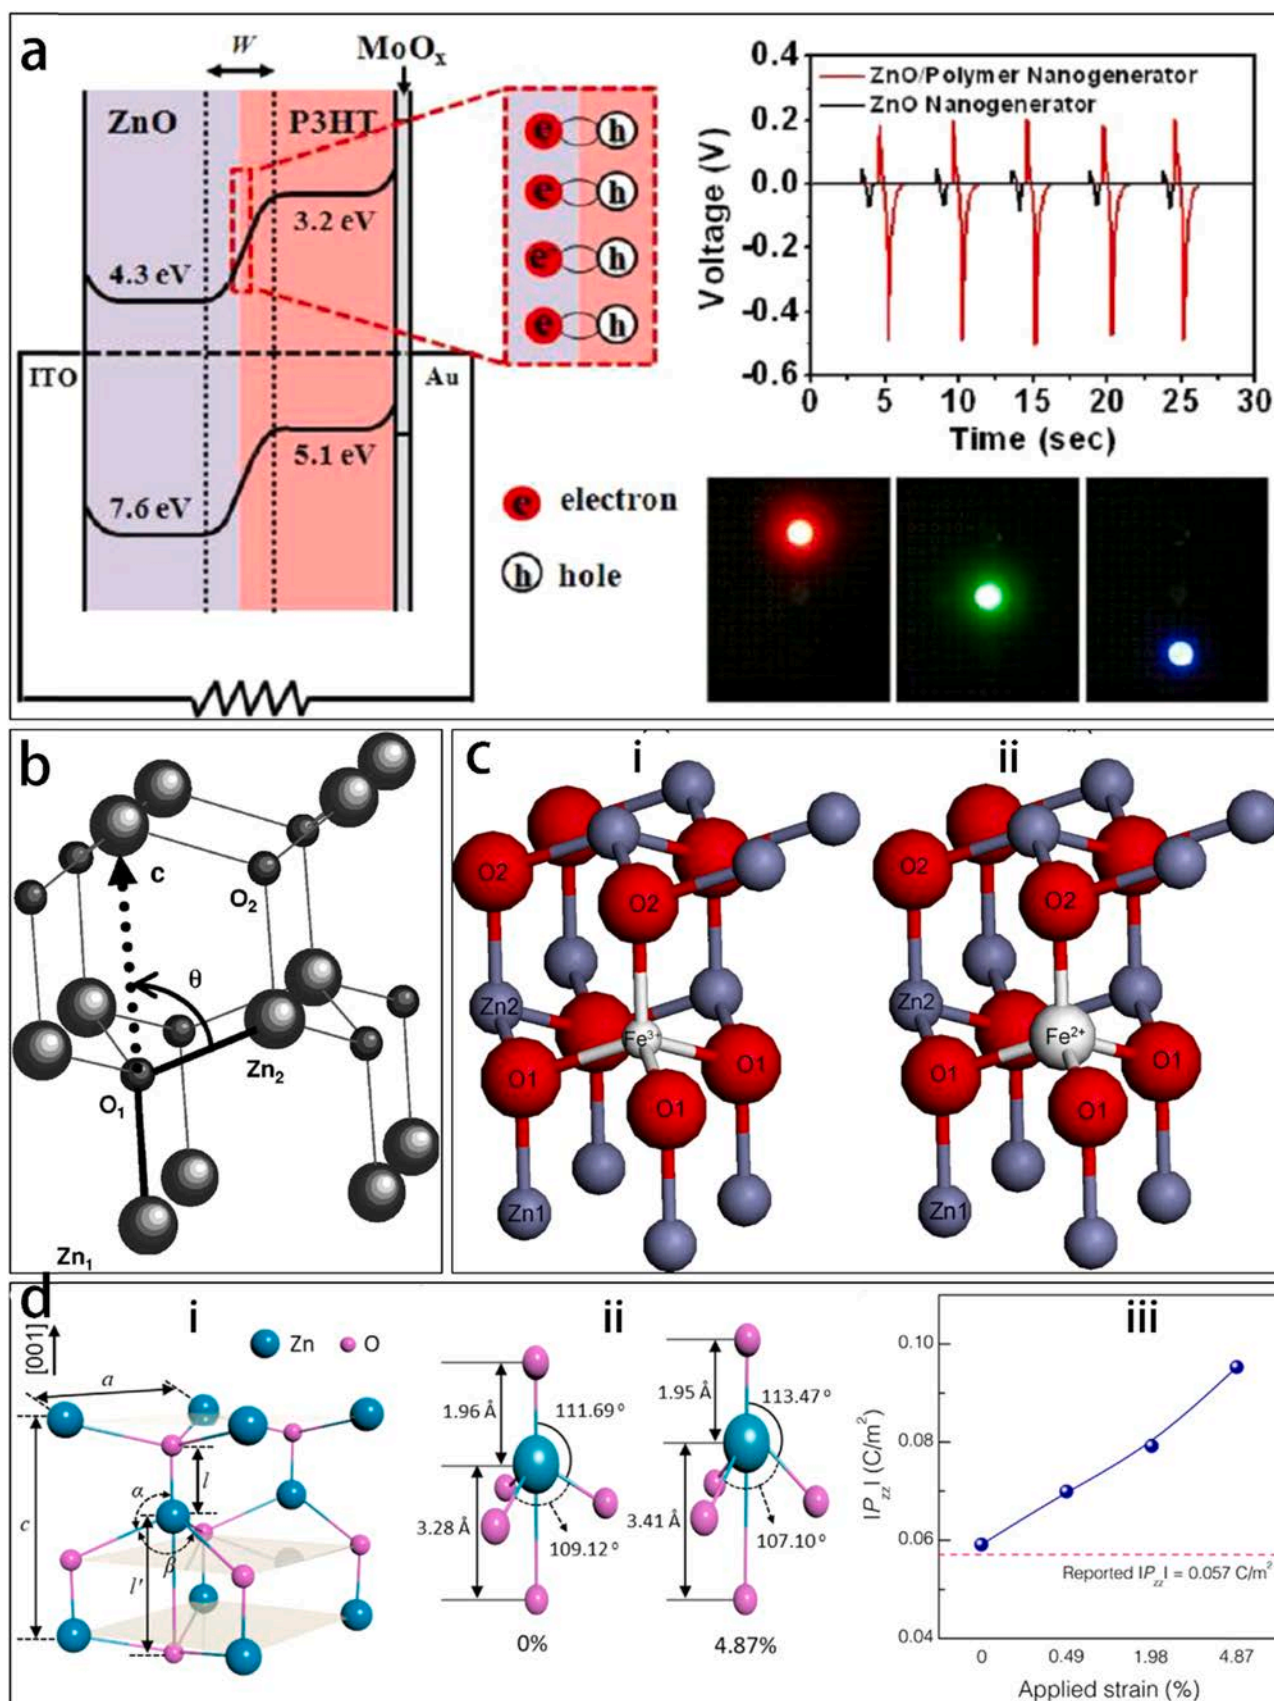 a
W
MoOₓ
ZnO
P3HT
3.2 eV
4.3 eV
ITO
Au
5.1 eV
7.6 eV
e h
e h
e h
e h
e electron
h hole
0.4
0.2
0.0
-0.2
-0.4
-0.6
Voltage (V)
ZnO/Polymer Nanogenerator
ZnO Nanogenerator
0 5 10 15 20 25 30
Time (sec)
b
c
O₂
θ
O₁
Zn₂
Zn₁
c
i
ii
O2
O2
Zn2
Fe³⁺
O1
O1
O1
Zn1
O2
O2
Zn2
Fe²⁺
O1
O1
O1
Zn1
d
i
[001]
Zn
O
a
c
l
α
β
l'
ii
1.96 Å
111.69 º
3.28 Å
109.12 º
0%
1.95 Å
113.47 º
3.41 Å
107.10 º
4.87%
iii
0.10
0.08
0.06
0.04
|P_zz| (C/m²)
Reported |P_zz| = 0.057 C/m²
0 0.49 1.98 4.87
Applied strain (%)